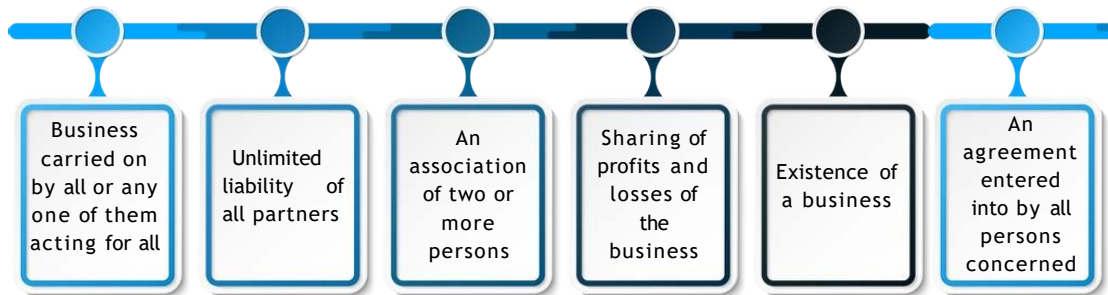 Business
carried on
by all or any
one of them
acting for all
Unlimited
liability of
all partners
An
association
of two or
more
persons
Sharing of
profits and
losses of
the
business
Existence of
a business
An
agreement
entered
into by all
persons
concerned